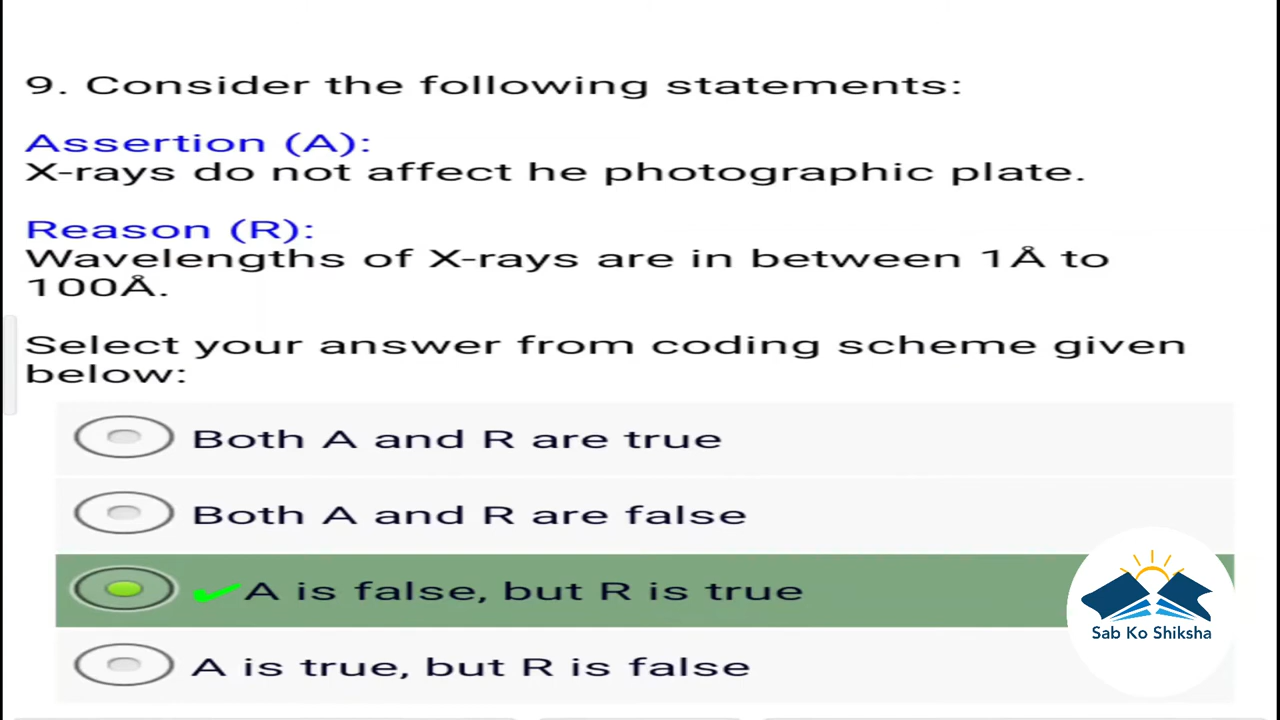 9. Consider the following statements:
Assertion (A):
X-rays do not affect he photographic plate.
Reason (R):
Wavelengths of X-rays are in between 1Å to
100Å.
Select your answer from coding scheme given
below:
Both A and R are true
Both A and R are false
A is false, but R is true
Sab Ko Shiksha
A is true, but R is false